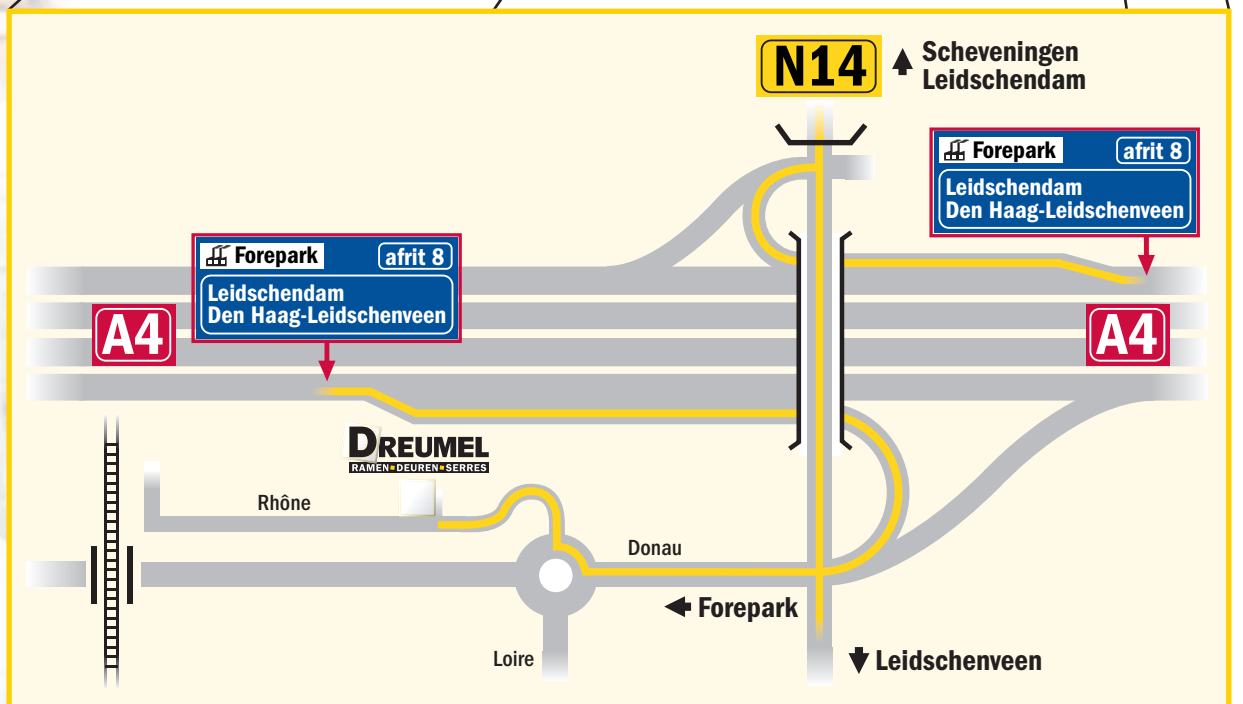 N14
Scheveningen
Leidschendam
Forepark afrit 8
Leidschendam
Den Haag-Leidschenveen
Forepark afrit 8
Leidschendam
Den Haag-Leidschenveen
A4
A4
DREUMEL
RAMEN▪DEUREN▪SERRES
Rhône
Donau
Forepark
Loire
Leidschenveen